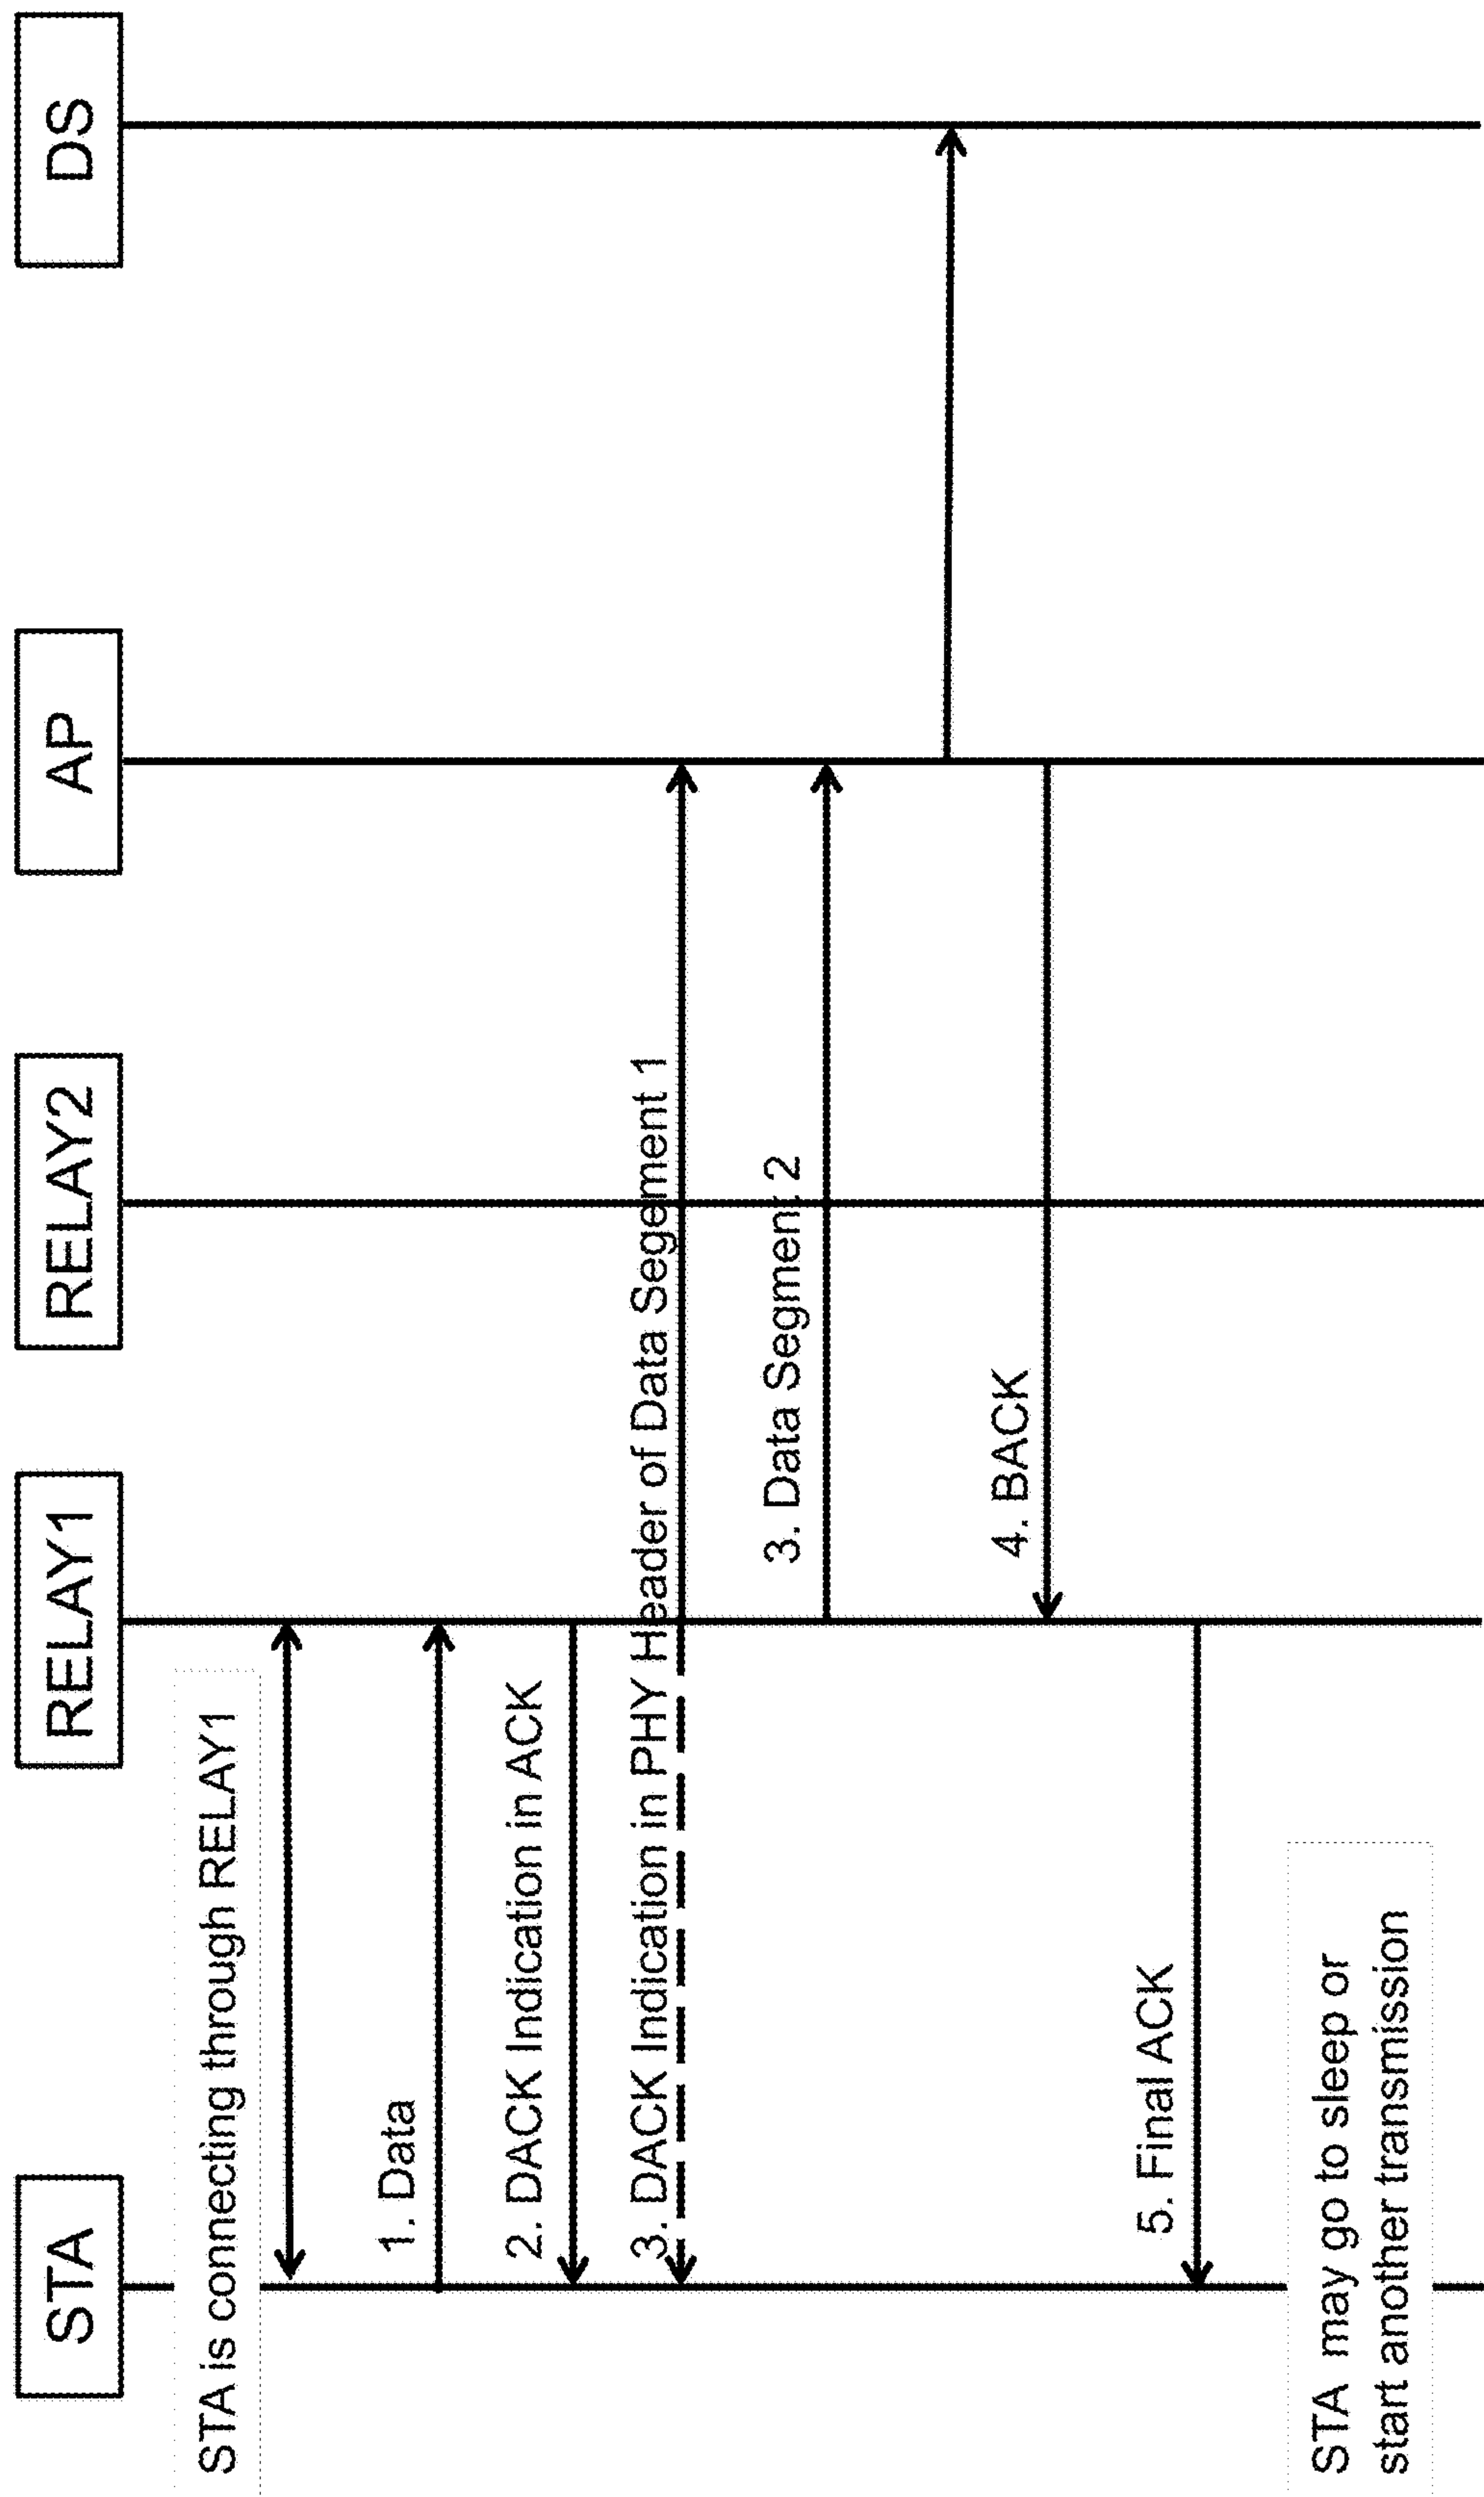 STA
RELAY1
RELAY2
AP
DS
STA is connecting through RELAY1
1. Data
2. DACK Indication in ACK
3. DACK Indication in PHY Header of Data Segement 1
3. Data Segment 2
4. BACK
5. Final ACK
STA may go to sleep or
start another transmission